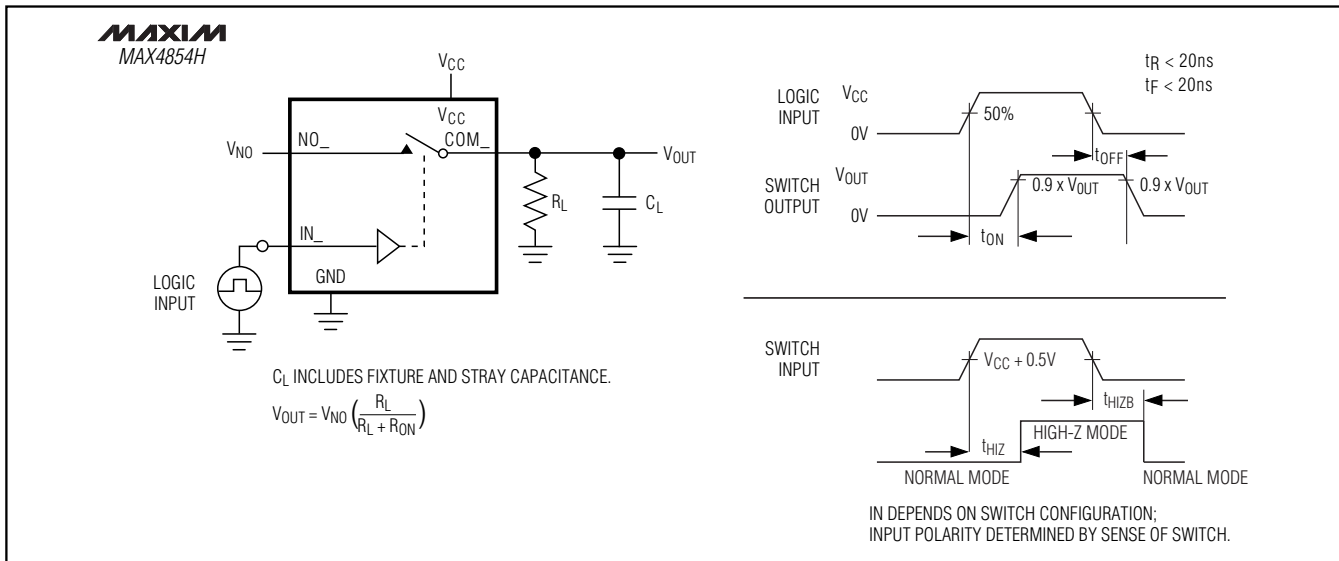 MAXIM
MAX4854H
VCC
VCC
NO_
COM_
VNO
VOUT
RL
CL
IN_
GND
LOGIC
INPUT
CL INCLUDES FIXTURE AND STRAY CAPACITANCE.
VOUT = VNO (RL / RL + RON)
tR < 20ns
tF < 20ns
LOGIC
INPUT
VCC
50%
0V
tOFF
SWITCH
OUTPUT
VOUT
0.9 x VOUT
0.9 x VOUT
0V
tON
SWITCH
INPUT
VCC + 0.5V
tHIZB
HIGH-Z MODE
tHIZ
NORMAL MODE
NORMAL MODE
IN DEPENDS ON SWITCH CONFIGURATION;
INPUT POLARITY DETERMINED BY SENSE OF SWITCH.